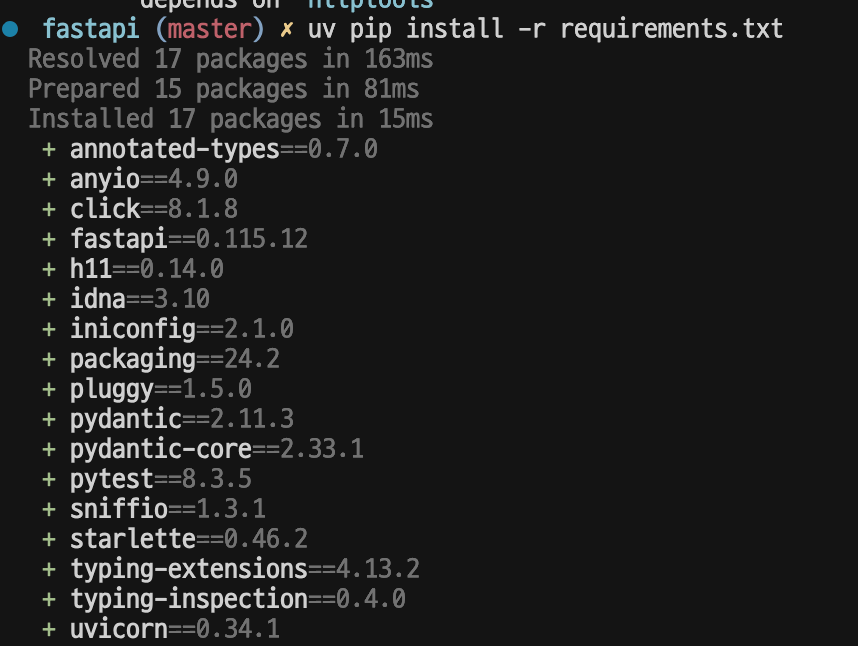 depends on `httptools`
fastapi (master) ✗ uv pip install -r requirements.txt
Resolved 17 packages in 163ms
Prepared 15 packages in 81ms
Installed 17 packages in 15ms
+ annotated-types==0.7.0
+ anyio==4.9.0
+ click==8.1.8
+ fastapi==0.115.12
+ h11==0.14.0
+ idna==3.10
+ iniconfig==2.1.0
+ packaging==24.2
+ pluggy==1.5.0
+ pydantic==2.11.3
+ pydantic-core==2.33.1
+ pytest==8.3.5
+ sniffio==1.3.1
+ starlette==0.46.2
+ typing-extensions==4.13.2
+ typing-inspection==0.4.0
+ uvicorn==0.34.1